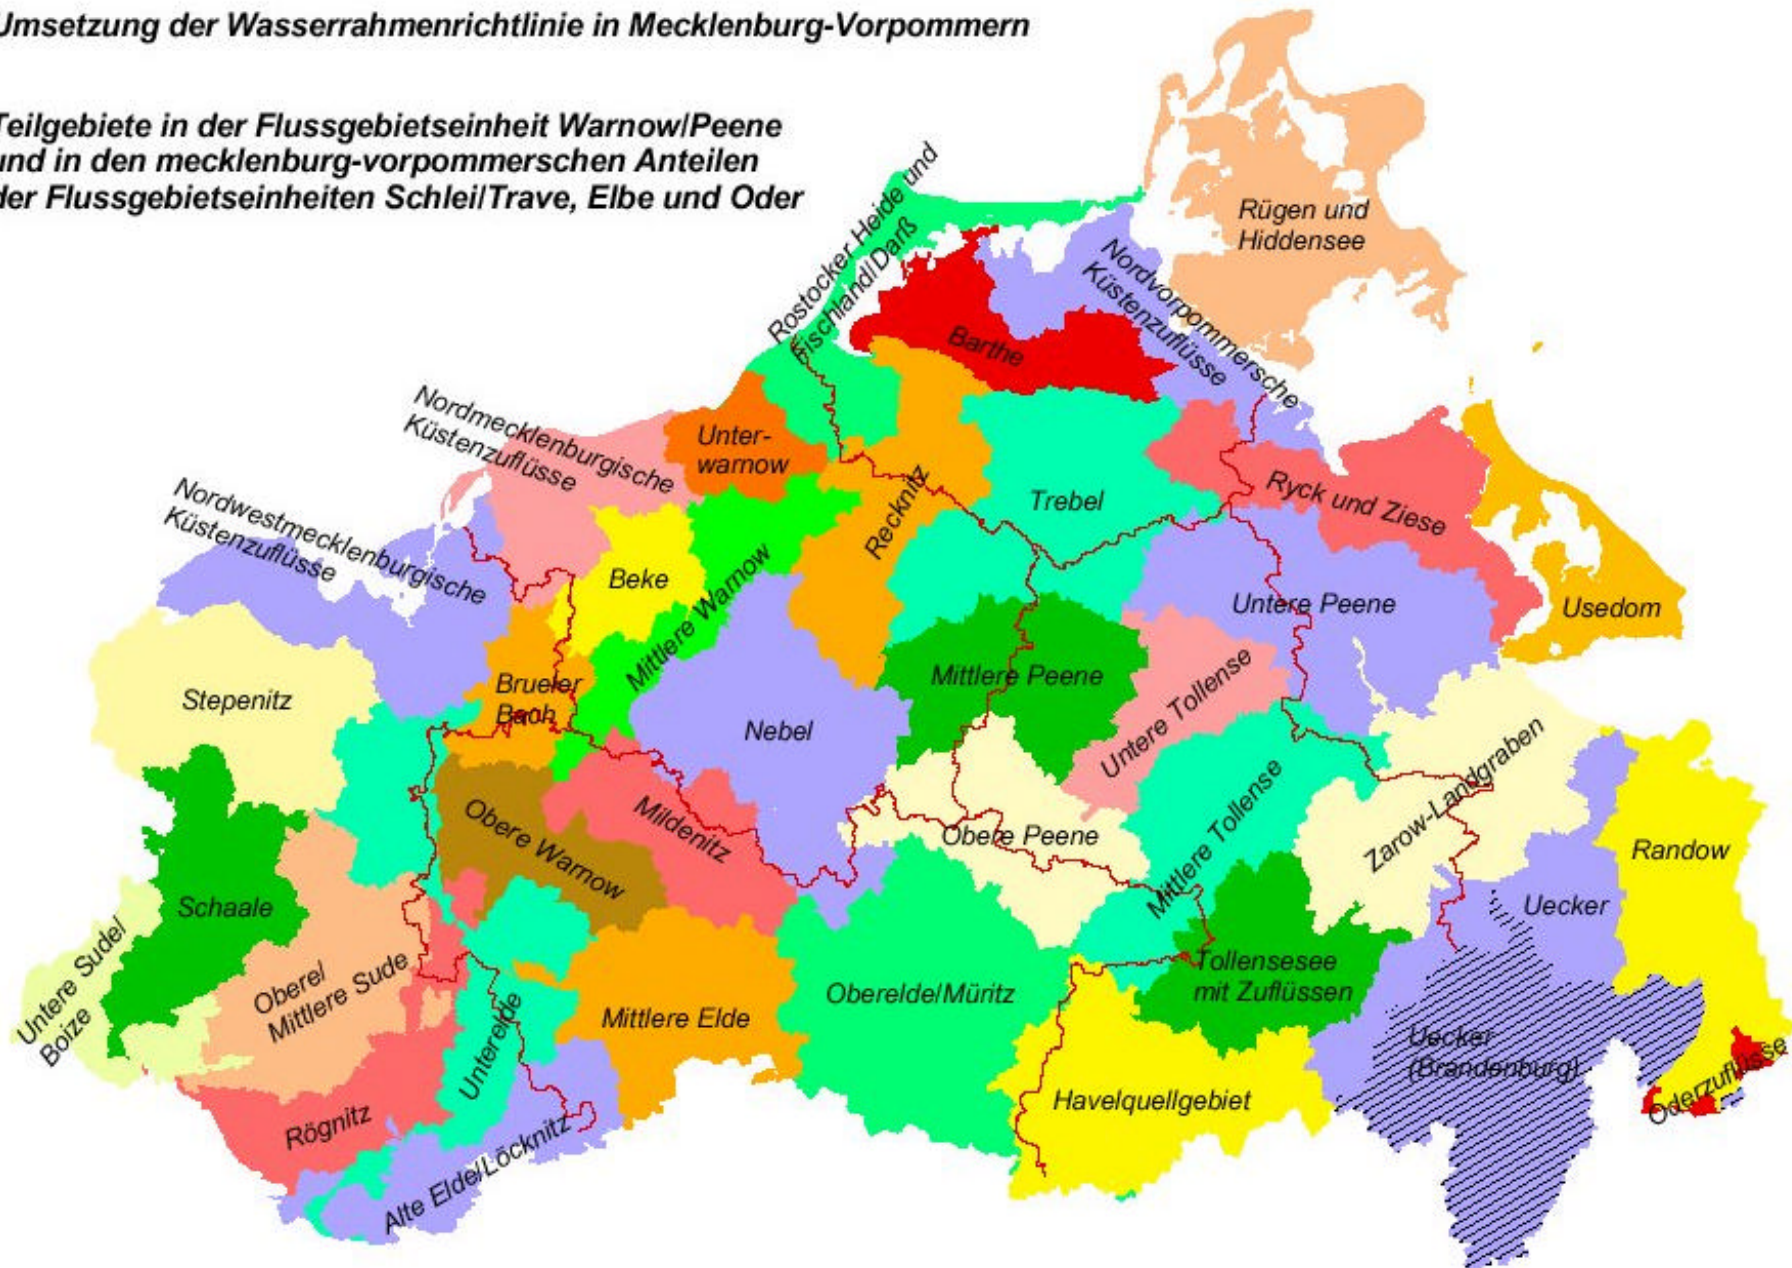 Umsetzung der Wasserrahmenrichtlinie in Mecklenburg-Vorpommern
Teilgebiete in der Flussgebietseinheit Warnow/Peene
und in den mecklenburg-vorpommerschen Anteilen
der Flussgebietseinheiten Schlei/Trave, Elbe und Oder
Rügen und
Hiddensee
Rostocker Heide und
Fischland/Darß
Nordvorpommersche
Küstenzuflüsse
Barthe
Nordmecklenburgische
Küstenzuflüsse
Unter-
warnow
Recknitz
Trebel
Ryck und Ziese
Nordwestmecklenburgische
Küstenzuflüsse
Beke
Mittlere Warnow
Untere Peene
Usedom
Stepenitz
Brueler
Bach
Nebel
Mittlere Peene
Untere Tollense
Obere Warnow
Mildenitz
Obere Peene
Mittlere Tollense
Zarow-Landgraben
Randow
Schaale
Uecker
Untere Sude/
Boize
Obere/
Mittlere Sude
Unterelde
Mittlere Elde
Oberelde/Müritz
Tollensesee
mit Zuflüssen
Uecker
(Brandenburg)
Oderzuflüsse
Rögnitz
Havelquellgebiet
Alte Elde/Löcknitz